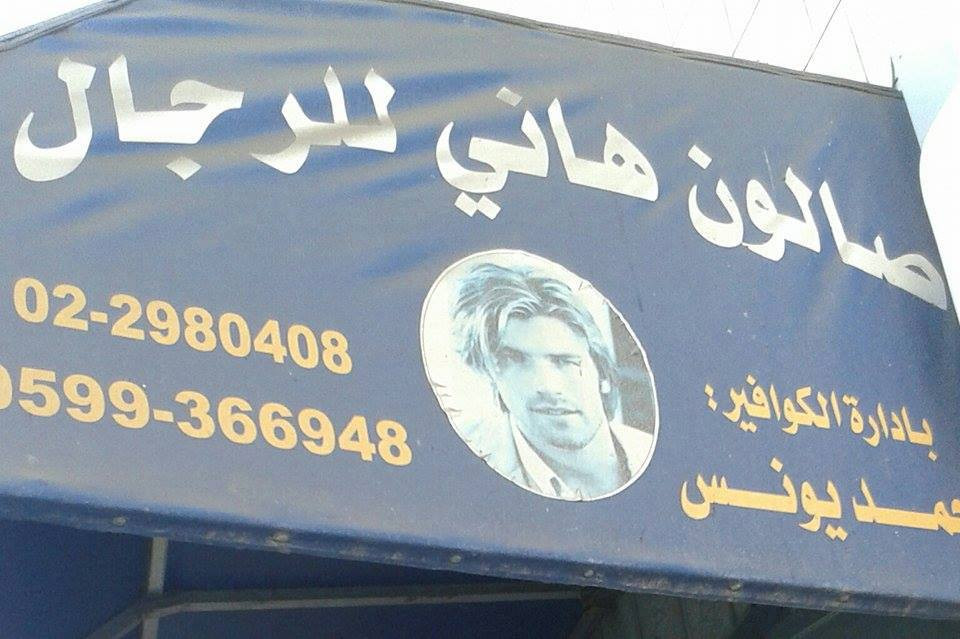 صالون هاني للرجال
بادارة الكوافير:
يونس
02-2980408
0599-366948